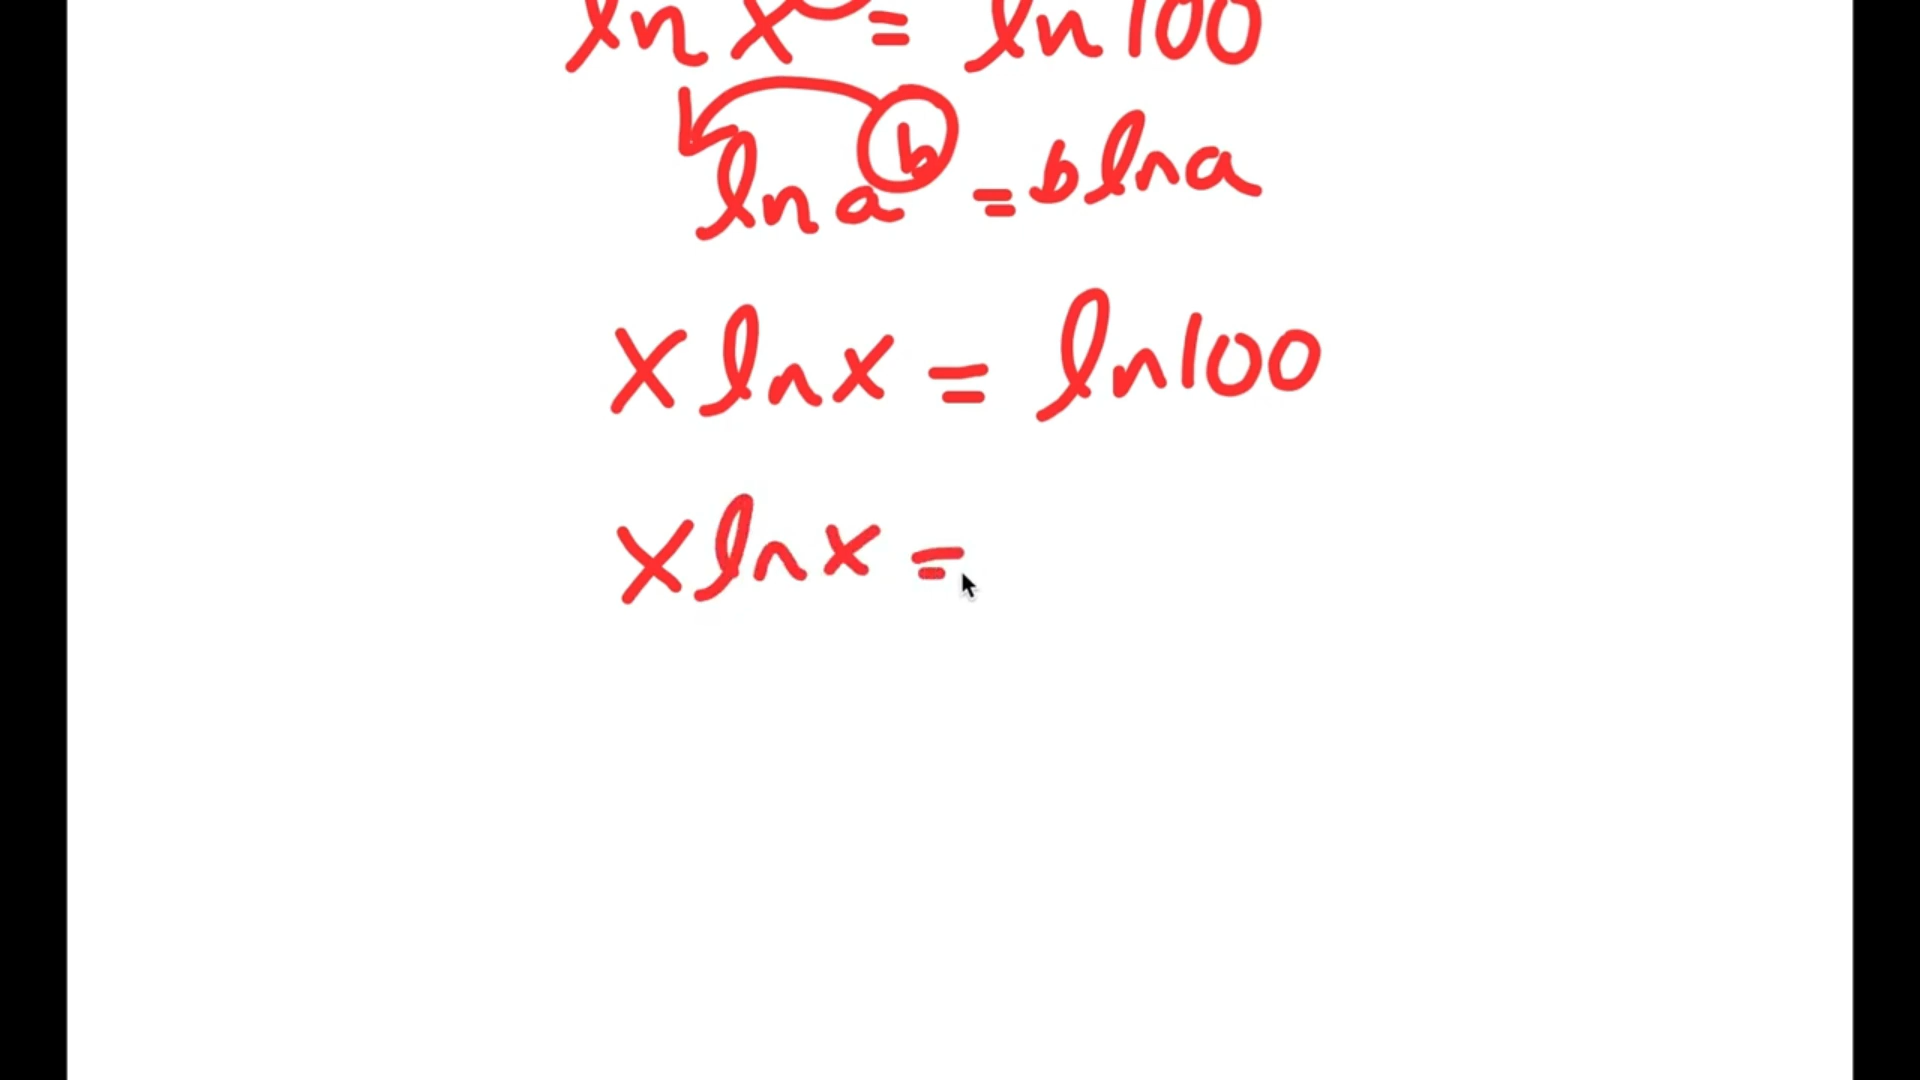 ln x = ln 100
ln a^b = b ln a
x ln x = ln 100
x ln x =